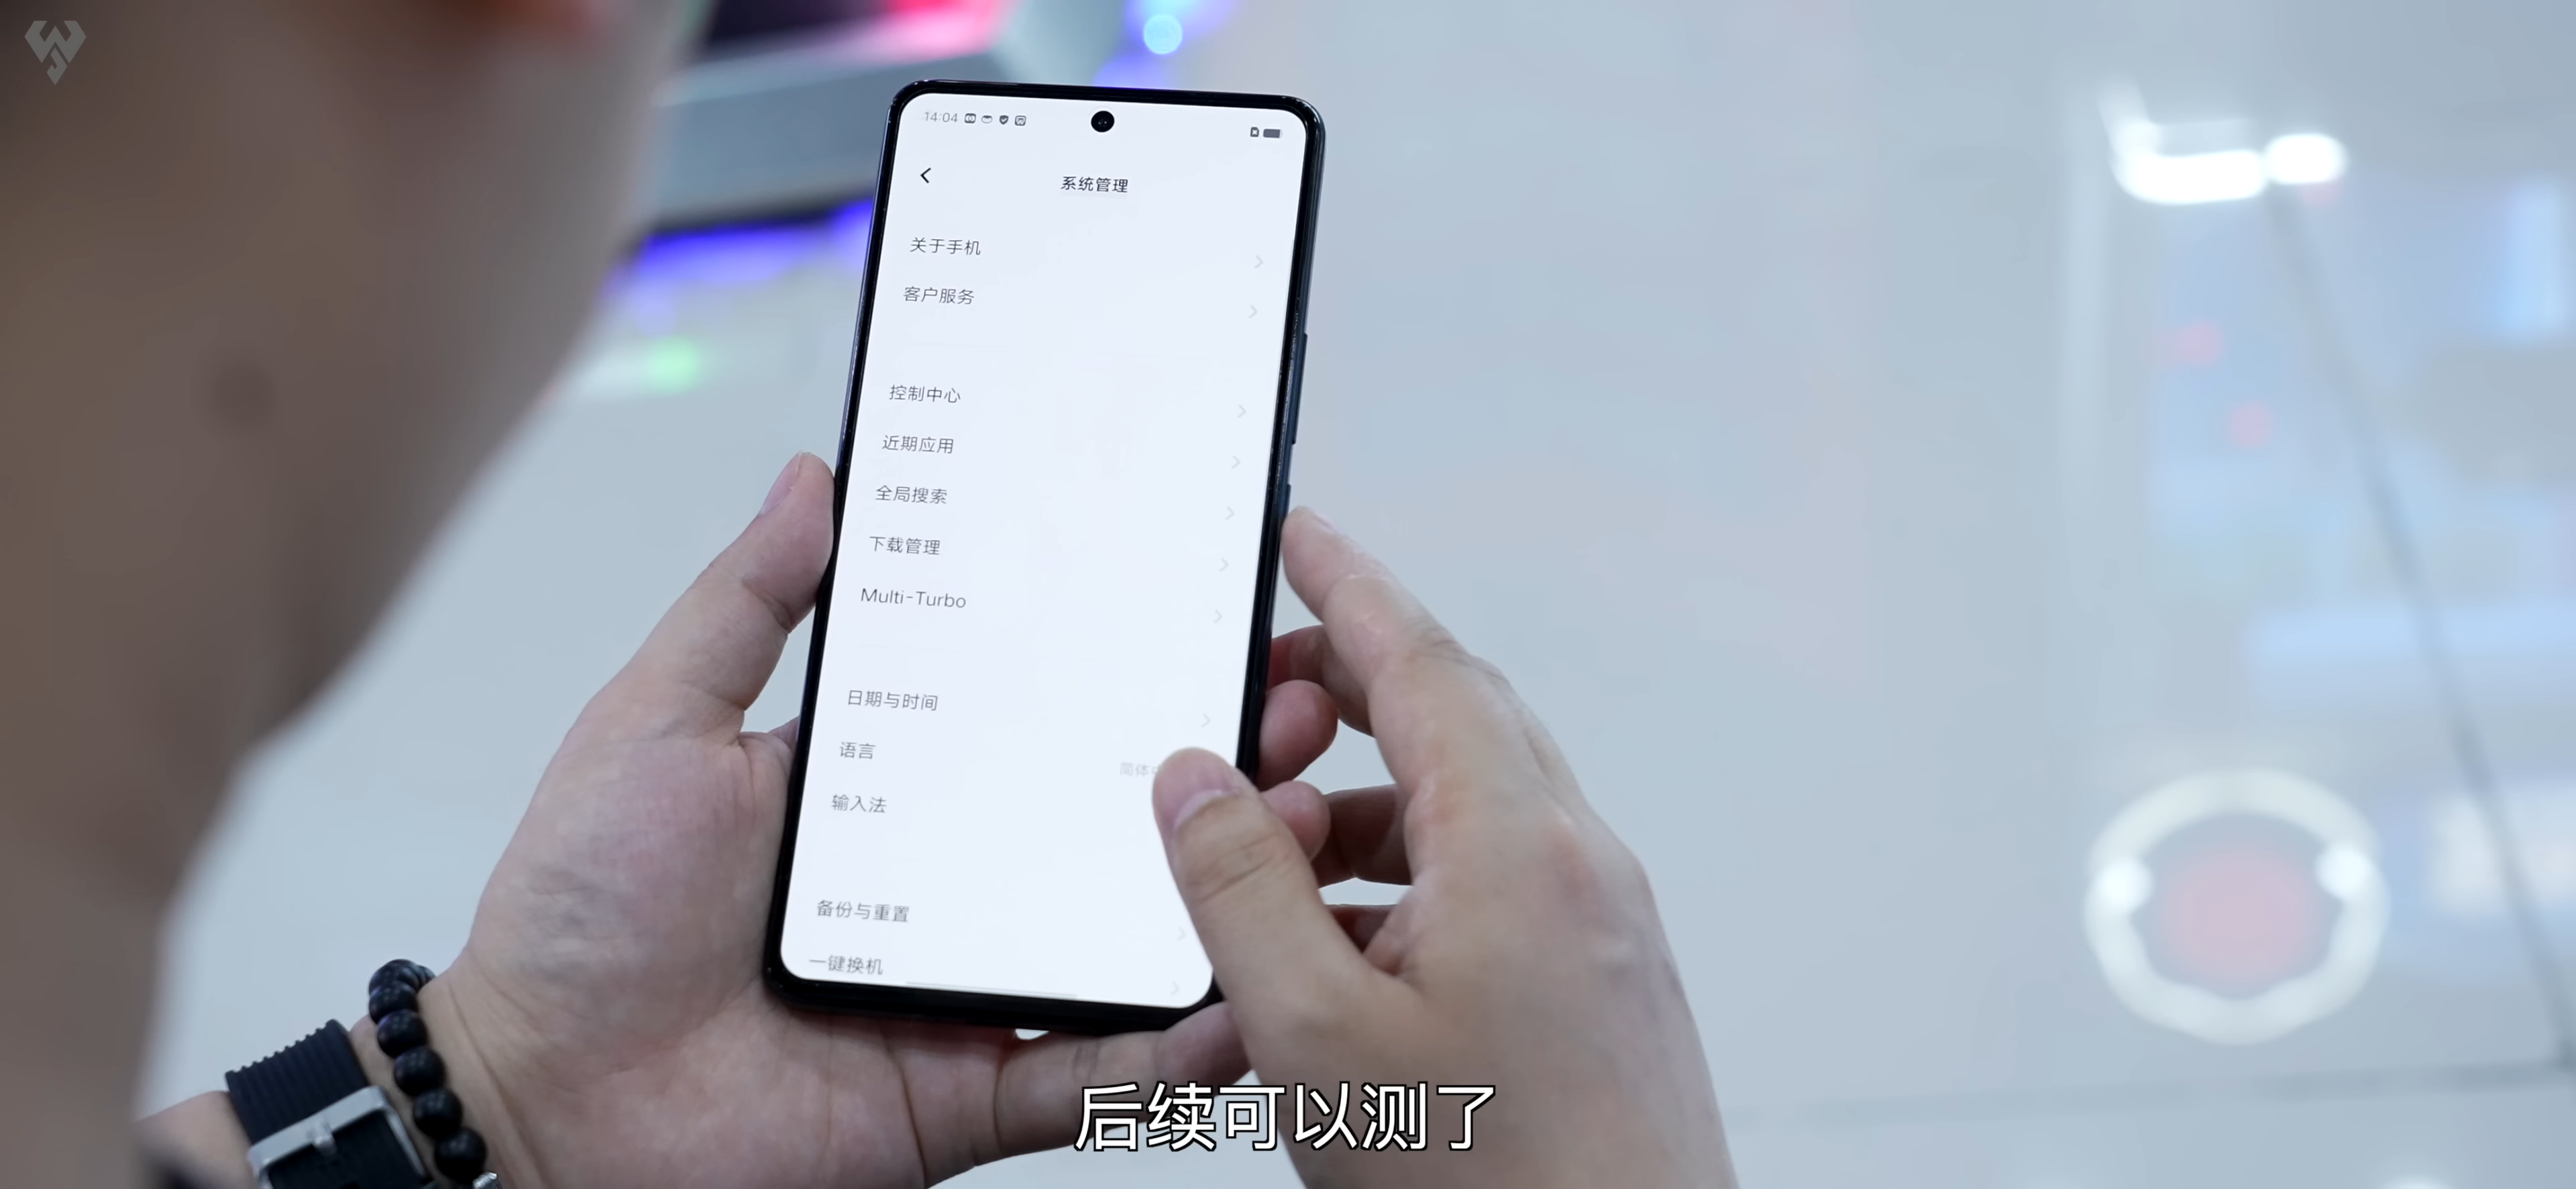 14:04
系统管理
关于手机
客户服务
控制中心
近期应用
全局搜索
下载管理
Multi-Turbo
日期与时间
语言
简体
输入法
备份与重置
一键换机
后续可以测了